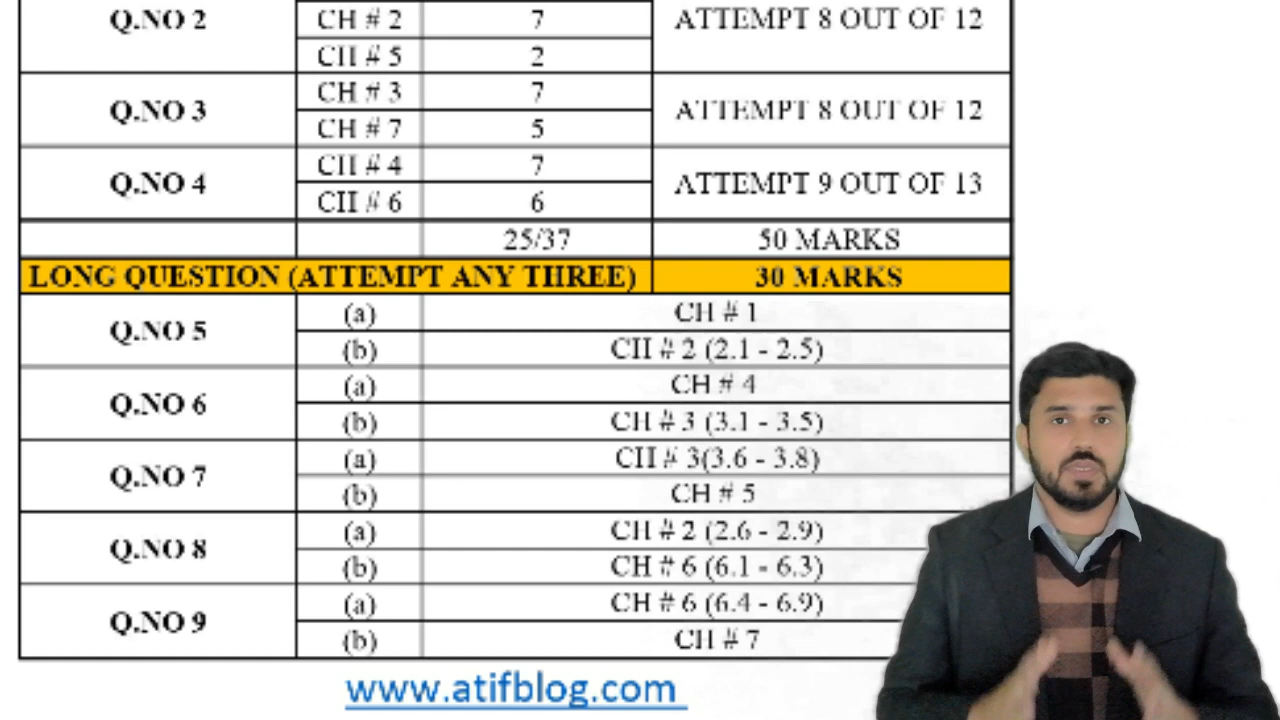 Q.NO 2 CH # 2 7 ATTEMPT 8 OUT OF 12
CH # 5 2
Q.NO 3 CH # 3 7 ATTEMPT 8 OUT OF 12
CH # 7 5
Q.NO 4 CH # 4 7 ATTEMPT 9 OUT OF 13
CH # 6 6
25/37 50 MARKS
LONG QUESTION (ATTEMPT ANY THREE) 30 MARKS
Q.NO 5 (a) CH # 1
(b) CH # 2 (2.1 - 2.5)
Q.NO 6 (a) CH # 4
(b) CH # 3 (3.1 - 3.5)
Q.NO 7 (a) CH # 3(3.6 - 3.8)
(b) CH # 5
Q.NO 8 (a) CH # 2 (2.6 - 2.9)
(b) CH # 6 (6.1 - 6.3)
Q.NO 9 (a) CH # 6 (6.4 - 6.9)
(b) CH # 7
www.atifblog.com